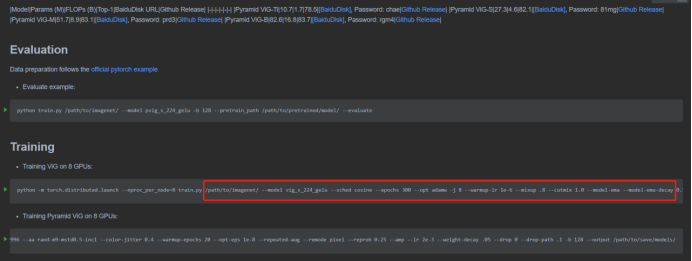 |Model|Params (M)|FLOPs (B)|Top-1|BaiduDisk URL|Github Release| |-|-|-|-|-|-| |Pyramid ViG-Ti|10.7|1.7|78.5|[BaiduDisk], Password: chae|Github Release| |Pyramid ViG-S|27.3|4.6|82.1|[BaiduDisk], Password: 81mg|Github Release|
|Pyramid ViG-M|51.7|8.9|83.1|[BaiduDisk], Password: prd3|Github Release| |Pyramid ViG-B|82.6|16.8|83.7|[BaiduDisk], Password: rgm4|Github Release|
Evaluation
Data preparation follows the official pytorch example
• Evaluate example:
python train.py /path/to/imagenet/ --model pvig_s_224_gelu -b 128 --pretrain_path /path/to/pretrained/model/ --evaluate
Training
• Training ViG on 8 GPUs:
python -m torch.distributed.launch --nproc_per_node=8 train.py /path/to/imagenet/ --model vig_s_224_gelu --sched cosine --epochs 300 --opt adamw -j 8 --warmup-lr 1e-6 --mixup .8 --cutmix 1.0 --model-ema --model-ema-decay 0.
• Training Pyramid ViG on 8 GPUs:
996 --aa rand-m9-mstd0.5-inc1 --color-jitter 0.4 --warmup-epochs 20 --opt-eps 1e-8 --repeated-aug --remode pixel --reprob 0.25 --amp --lr 2e-3 --weight-decay .05 --drop 0 --drop-path .1 -b 128 --output /path/to/save/models/